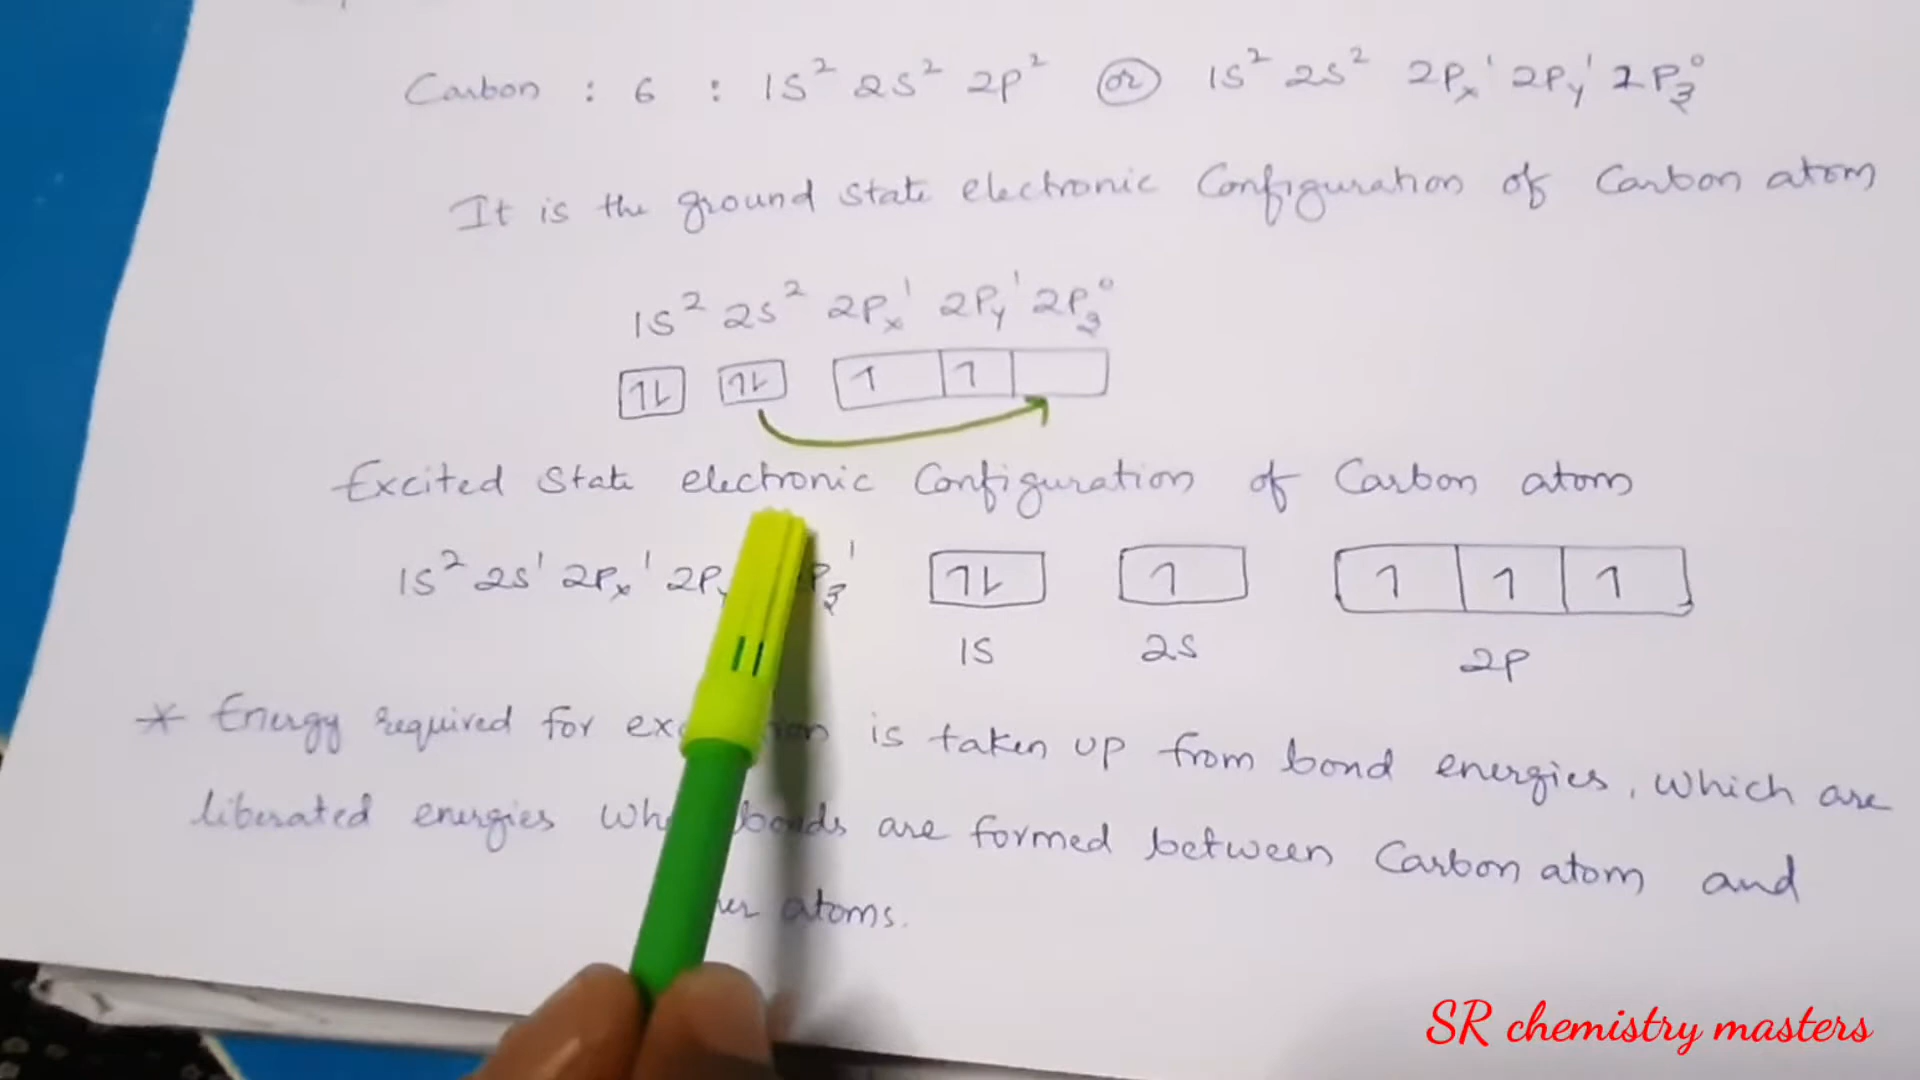 Carbon : 6 : 1s² 2s² 2p² (or) 1s² 2s² 2Px¹ 2Py¹ 2Pz⁰
It is the ground state electronic Configuration of Carbon atom
1s² 2s² 2Px¹ 2Py¹ 2Pz⁰
↿⇂ ↿⇂ ↿ ↿
Excited State electronic Configuration of Carbon atom
1s² 2s¹ 2Px¹ 2Py Pz¹ ↿⇂ ↿ ↿ ↿ ↿
1s 2s 2p
* Energy required for is taken up from bond energies, which are
liberated energies bonds are formed between Carbon atom and
atoms.
SR chemistry masters